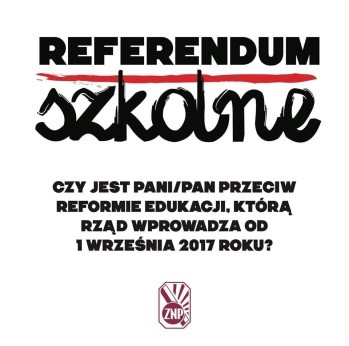 REFERENDUM
szkolne
CZY JEST PANI/PAN PRZECIW
REFORMIE EDUKACJI, KTÓRĄ
RZĄD WPROWADZA OD
1 WRZEŚNIA 2017 ROKU?
ZNP